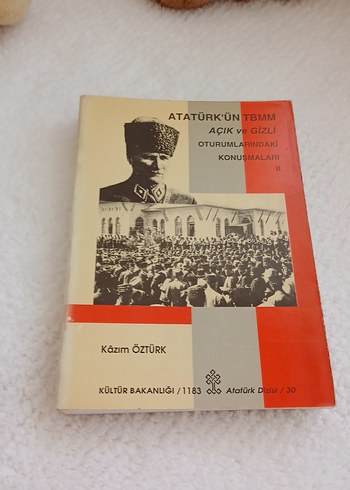 ATATÜRK'ÜN TBMM
AÇIK ve GİZLİ
OTURUMLARINDAKİ
KONUŞMALARI
II
Kâzım ÖZTÜRK
KÜLTÜR BAKANLIĞI / 1183
Atatürk Dizisi / 30